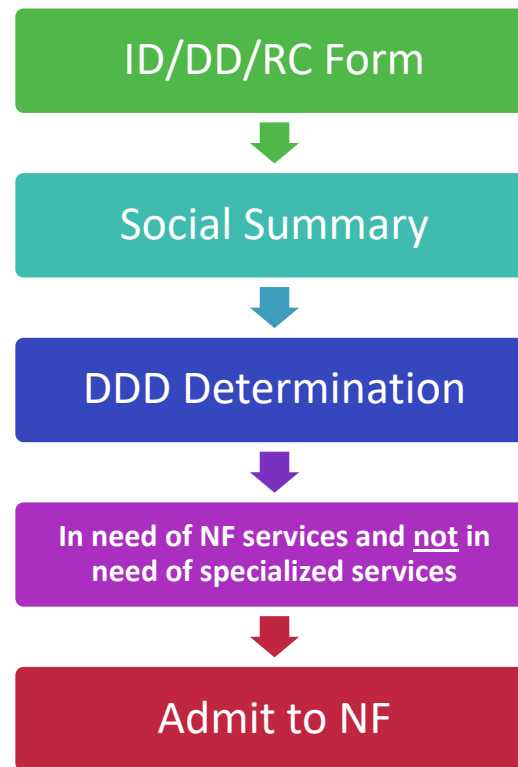 ID/DD/RC Form
Social Summary
DDD Determination
In need of NF services and not in
need of specialized services
Admit to NF